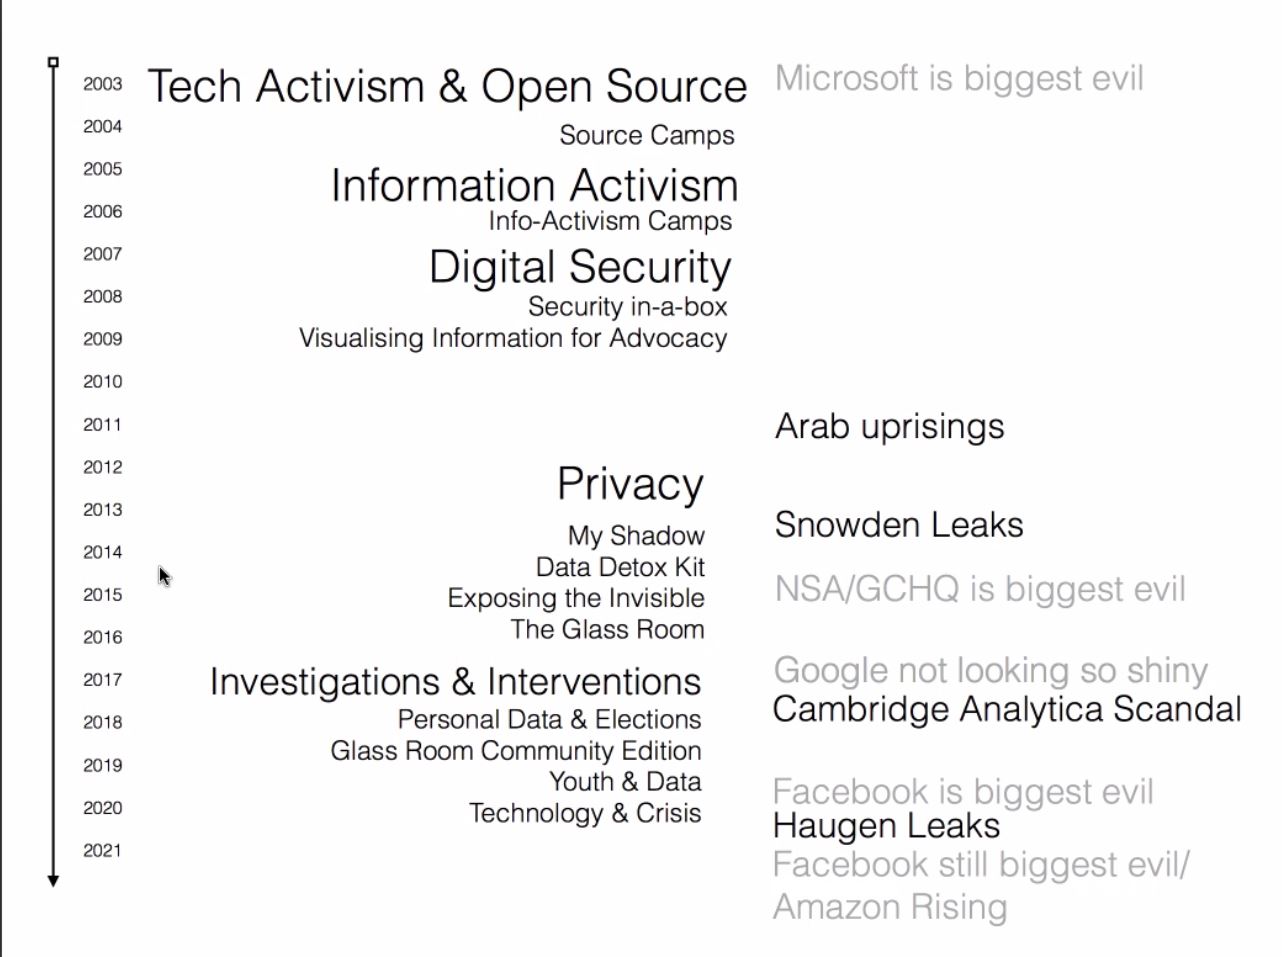 2003 Tech Activism & Open Source Microsoft is biggest evil
2004 Source Camps
2005 Information Activism
2006 Info-Activism Camps
2007 Digital Security
2008 Security in-a-box
2009 Visualising Information for Advocacy
2010
2011 Arab uprisings
2012 Privacy
2013 Snowden Leaks
My Shadow
2014 Data Detox Kit
2015 Exposing the Invisible NSA/GCHQ is biggest evil
2016 The Glass Room
2017 Investigations & Interventions Google not looking so shiny
2018 Personal Data & Elections Cambridge Analytica Scandal
Glass Room Community Edition
2019 Youth & Data Facebook is biggest evil
2020 Technology & Crisis Haugen Leaks
2021 Facebook still biggest evil/
Amazon Rising